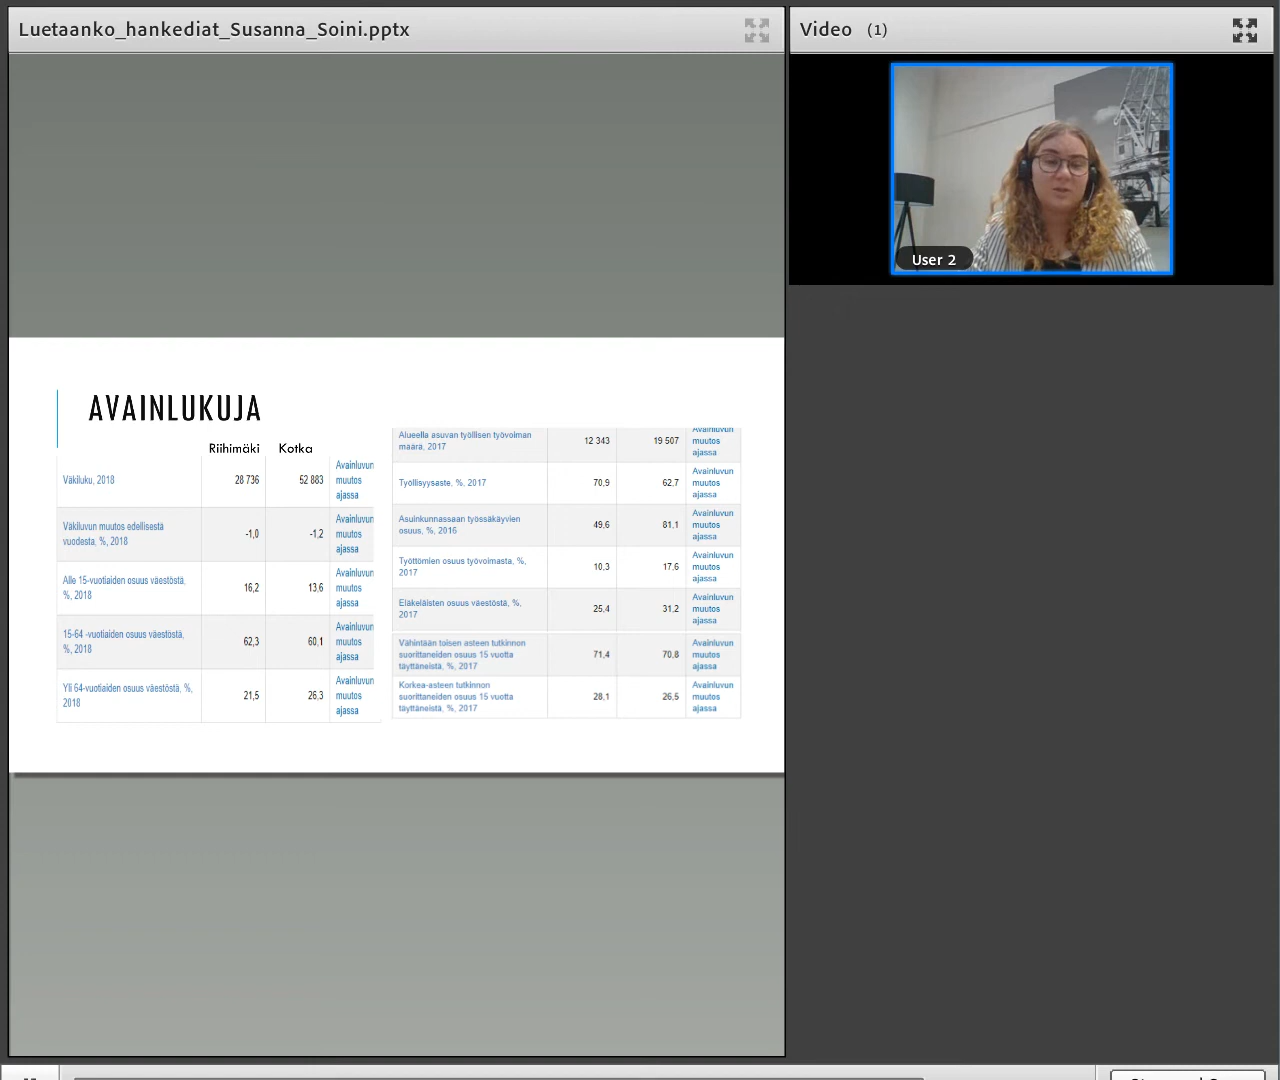 Luetaanko_hankediat_Susanna_Soini.pptx
Video (1)
User 2
AVAINLUKUJA
Riihimäki Kotka
Väkiluku, 2018 28 736 52 883 Avainluvun
muutos
ajassa
Väkiluvun muutos edellisestä
vuodesta, %, 2018 -1,0 -1,2 Avainluvun
muutos
ajassa
Alle 15-vuotiaiden osuus väestöstä,
%, 2018 16,2 13,6 Avainluvun
muutos
ajassa
15-64 -vuotiaiden osuus väestöstä,
%, 2018 62,3 60,1 Avainluvun
muutos
ajassa
Yli 64-vuotiaiden osuus väestöstä, %,
2018 21,5 26,3 Avainluvun
muutos
ajassa
Alueella asuvan työllisen työvoiman
määrä, 2017 12 343 19 507 Avainluvun
muutos
ajassa
Työllisyysaste, %, 2017 70,9 62,7 Avainluvun
muutos
ajassa
Asuinkunnassaan työssäkäyvien
osuus, %, 2016 49,6 81,1 Avainluvun
muutos
ajassa
Työttömien osuus työvoimasta, %,
2017 10,3 17,6 Avainluvun
muutos
ajassa
Eläkeläisten osuus väestöstä, %,
2017 25,4 31,2 Avainluvun
muutos
ajassa
Vähintään toisen asteen tutkinnon
suorittaneiden osuus 15 vuotta
täyttäneistä, %, 2017 71,4 70,8 Avainluvun
muutos
ajassa
Korkea-asteen tutkinnon
suorittaneiden osuus 15 vuotta
täyttäneistä, %, 2017 28,1 26,5 Avainluvun
muutos
ajassa